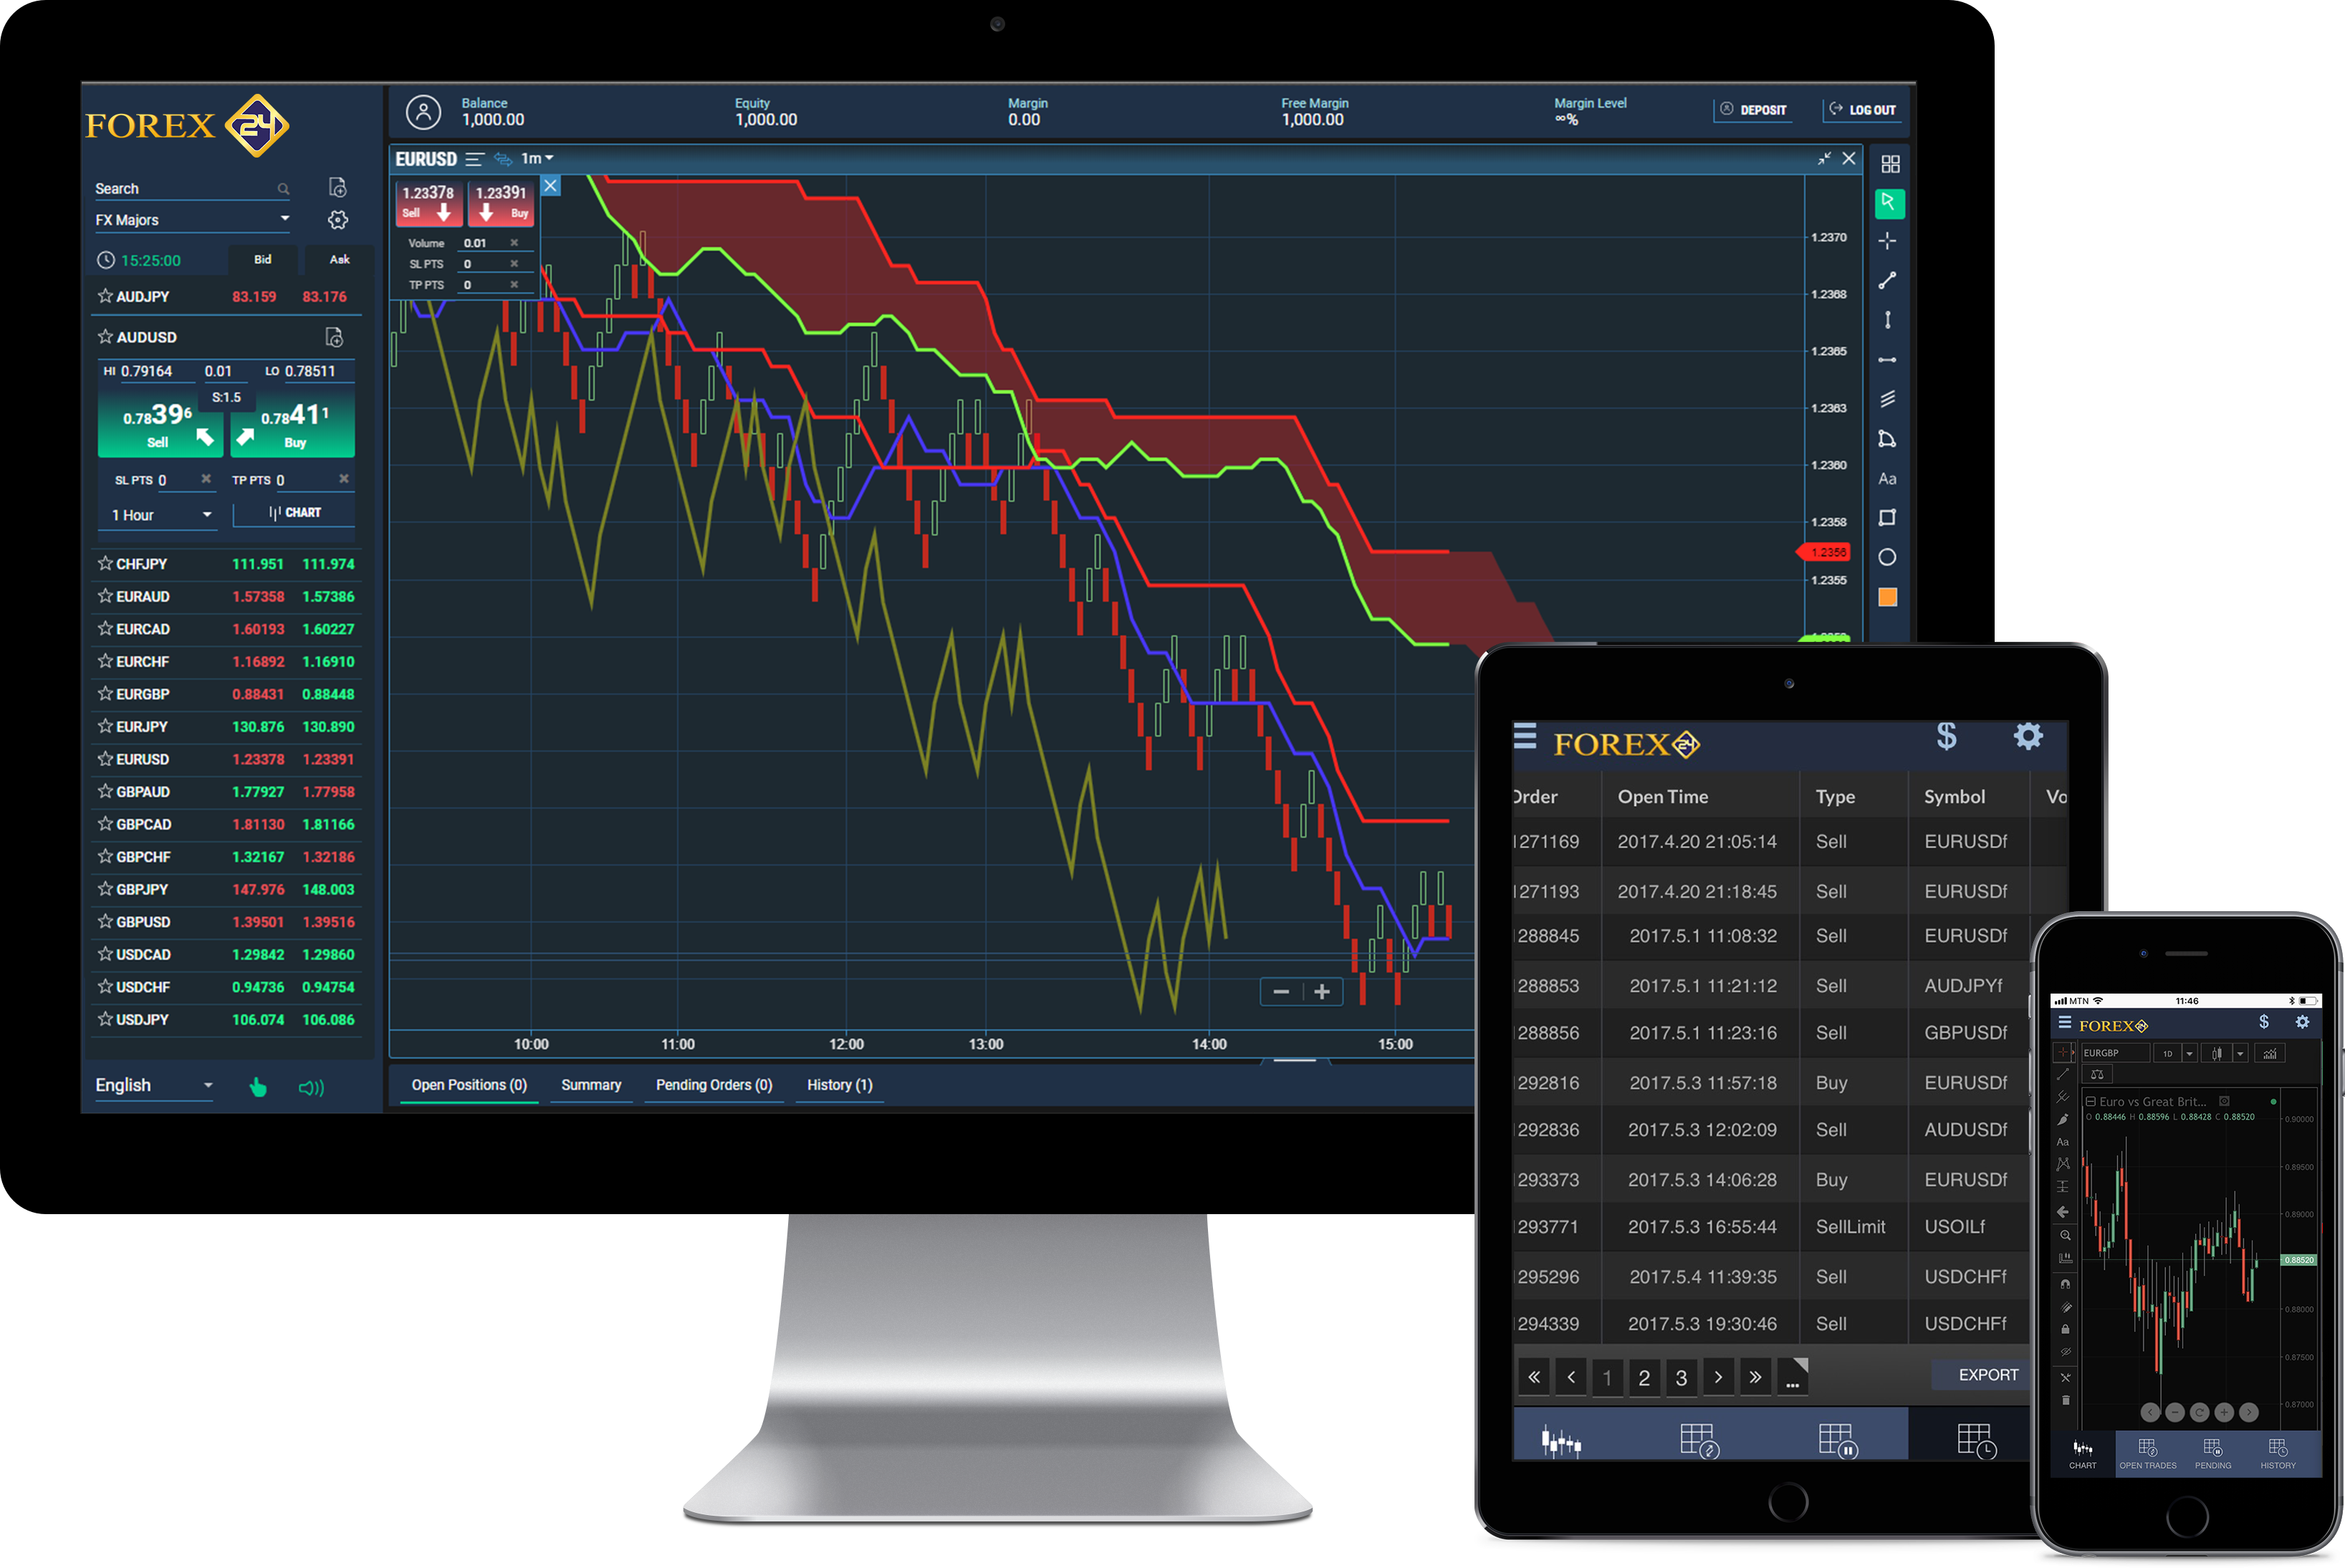 FOREX 24
Balance
1,000.00
Equity
1,000.00
Margin
0.00
Free Margin
1,000.00
Margin Level
∞%
DEPOSIT
LOG OUT
Search
FX Majors
15:25:00 Bid Ask
AUDJPY 83.159 83.176
AUDUSD
HI 0.79164 0.01 LO 0.78511
S:1.5
0.78396 0.78411
Sell Buy
SL PTS 0 TP PTS 0
1 Hour CHART
CHFJPY 111.951 111.974
EURAUD 1.57358 1.57386
EURCAD 1.60193 1.60227
EURCHF 1.16892 1.16910
EURGBP 0.88431 0.88448
EURJPY 130.876 130.890
EURUSD 1.23378 1.23391
GBPAUD 1.77927 1.77958
GBPCAD 1.81130 1.81166
GBPCHF 1.32167 1.32186
GBPJPY 147.976 148.003
GBPUSD 1.39501 1.39516
USDCAD 1.29842 1.29860
USDCHF 0.94736 0.94754
USDJPY 106.074 106.086
English
EURUSD 1m
1.23378 1.23391
Sell Buy
Volume 0.01
SL PTS 0
TP PTS 0
1.2370
1.2368
1.2365
1.2363
1.2360
1.2358
1.2356
1.2355
Aa
10:00 11:00 12:00 13:00 14:00 15:00
Open Positions (0) Summary Pending Orders (0) History (1)
FOREX 24 $
Order Open Time Type Symbol Vo
1271169 2017.4.20 21:05:14 Sell EURUSDf
1271193 2017.4.20 21:18:45 Sell EURUSDf
1288845 2017.5.1 11:08:32 Sell EURUSDf
1288853 2017.5.1 11:21:12 Sell AUDJPYf
1288856 2017.5.1 11:23:16 Sell GBPUSDf
1292816 2017.5.3 11:57:18 Buy EURUSDf
1292836 2017.5.3 12:02:09 Sell AUDUSDf
1293373 2017.5.3 14:06:28 Buy EURUSDf
1293771 2017.5.3 16:55:44 SellLimit USOILf
1295296 2017.5.4 11:39:35 Sell USDCHFf
1294339 2017.5.3 19:30:46 Sell USDCHFf
« ‹ 1 2 3 › » ...
EXPORT
MTN 11:46
FOREX 24 $
EURGBP 1D
Euro vs Great Brit...
O 0.88446 H 0.88596 L 0.88428 C 0.88520
Aa
0.90000
0.89500
0.89000
0.88520
0.88000
0.87500
0.87000
CHART OPEN TRADES PENDING HISTORY